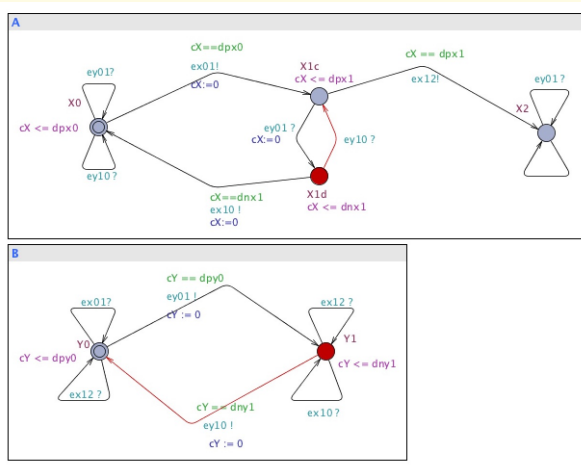 A
cX==dpx0
ex01!
cX:=0
X1c
cX <= dpx1
cX == dpx1
ex12!
ey01?
X0
cX <= dpx0
ey10 ?
ey01 ?
cX:=0
ey10 ?
ey01 ?
X2
cX==dnx1
ex10 !
cX:=0
X1d
cX <= dnx1
B
cY == dpy0
ey01 !
cY := 0
ex01?
Y0
cY <= dpy0
ex12 ?
ex12 ?
Y1
cY <= dny1
ex10 ?
cY == dny1
ey10 !
cY := 0